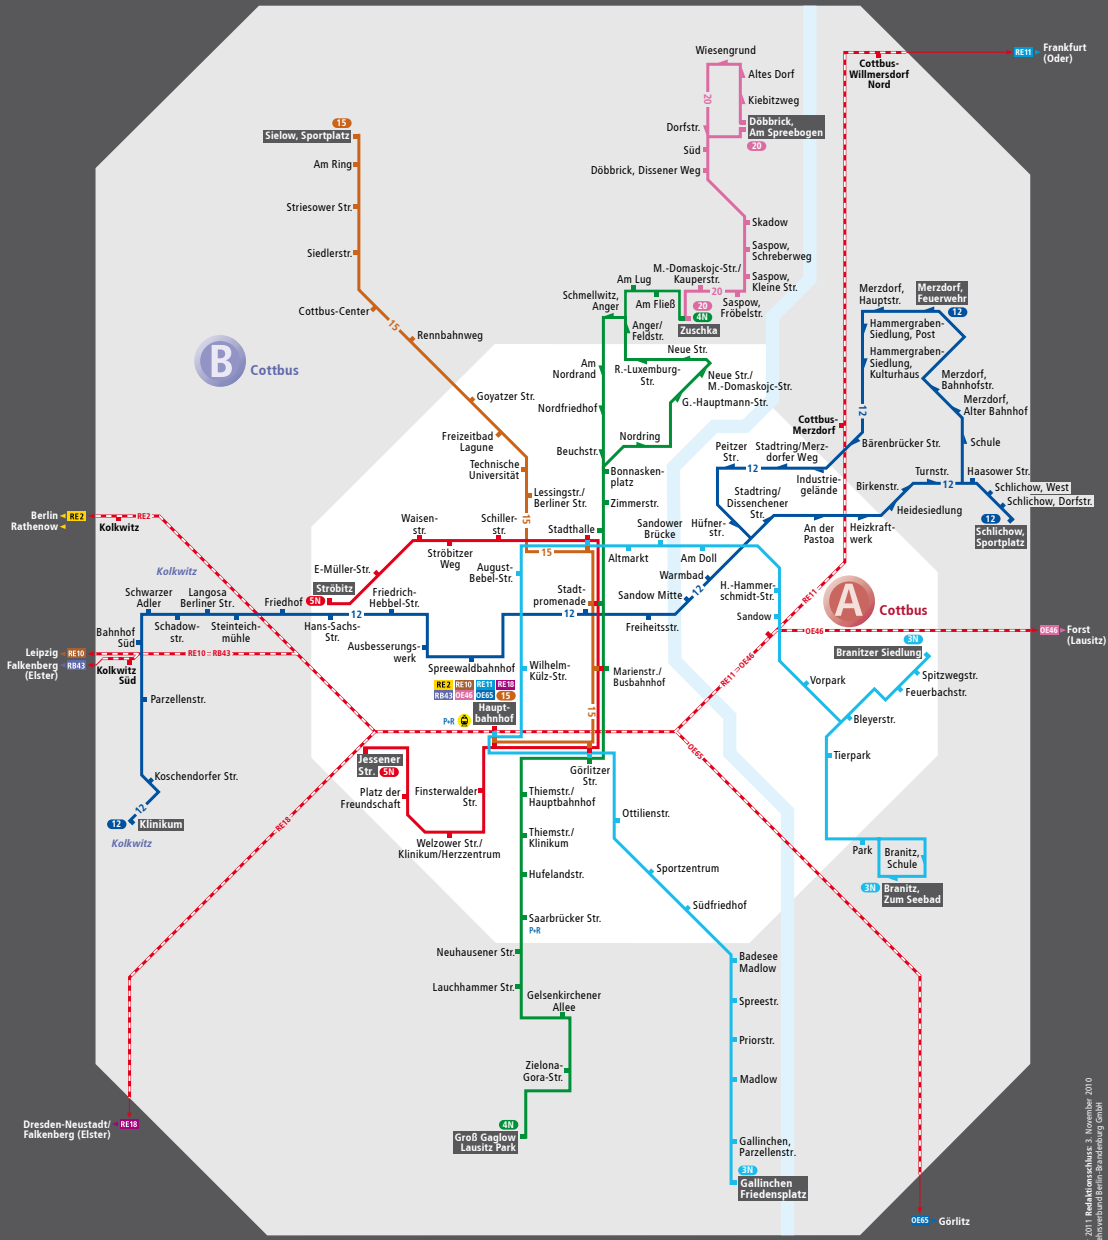 Wiesengrund
Altes Dorf
Kiebitzweg
20
Dorfstr.
Döbbrick,
Am Spreebogen
20
Süd
Döbbrick, Dissener Weg
Skadow
Saspow,
Schreberweg
Saspow,
Kleine Str.
M.-Domaskojc-Str./
Kauperstr.
20
Saspow,
Fröbelstr.
20
4N
Zuschka
Am Lug
Am Fließ
Schmellwitz,
Anger
Anger/
Feldstr.
Neue Str.
R.-Luxemburg-
Str.
Neue Str./
M.-Domaskojc-Str.
G.-Hauptmann-Str.
Am
Nordrand
Nordfriedhof
Nordring
Beuchstr.
Bonnasken-
platz
Zimmerstr.
Cottbus-
Willmersdorf
Nord
RE11
Frankfurt
(Oder)
15
Sielow, Sportplatz
Am Ring
Striesower Str.
Siedlerstr.
Cottbus-Center
15
Rennbahnweg
Goyatzer Str.
Freizeitbad
Lagune
Technische
Universität
Lessingstr./
Berliner Str.
15
15
Stadthalle
B
Cottbus
Merzdorf,
Hauptstr.
Merzdorf,
Feuerwehr
12
Hammergraben-
Siedlung, Post
Hammergraben-
Siedlung,
Kulturhaus
Merzdorf,
Bahnhofstr.
Merzdorf,
Alter Bahnhof
12
Cottbus-
Merzdorf
Bärenbrücker Str.
Schule
Peitzer
Str.
Stadtring/Merz-
dorfer Weg
12
Industrie-
gelände
Turnstr.
Haasower Str.
Birkenstr.
12
Schlichow, West
Schlichow, Dorfstr.
Heidesiedlung
12
Schlichow,
Sportplatz
Stadtring/
Dissenchener
Str.
Hüfner-
str.
An der
Pastoa
Heizkraft-
werk
Sandower
Brücke
Altmarkt
Am Doll
Warmbad
12
Sandow Mitte
Freiheitsstr.
H.-Hammer-
schmidt-Str.
Sandow
RE11
A
Cottbus
OE46
OE46
Forst
(Lausitz)
RE11 OE46
3N
Branitzer Siedlung
Spitzwegstr.
Feuerbachstr.
Vorpark
Bleyerstr.
Tierpark
Park
Branitz,
Schule
3N
Branitz,
Zum Seebad
Berlin
RE2
Rathenow
RE2
Kolkwitz
Kolkwitz
Waisen-
str.
Schiller-
str.
Ströbitzer
Weg
E-Müller-Str.
Ströbitz
5N
August-
Bebel-Str.
Stadt-
promenade
12
Schwarzer
Adler
Langosa
Berliner Str.
Friedhof
Schadow-
str.
Steinteich-
mühle
Hans-Sachs-
Str.
12
Friedrich-
Hebbel-Str.
Ausbesserungs-
werk
Spreewaldbahnhof
Bahnhof
Süd
Leipzig
RE10
Falkenberg
(Elster)
RB43
RE10 RB43
Kolkwitz
Süd
Parzellenstr.
Koschendorfer Str.
12
12
Klinikum
Kolkwitz
Wilhelm-
Külz-Str.
Marienstr./
Busbahnhof
RE2
RE10
RE11
RE18
RB43
OE46
OE65
15
P+R
Haupt-
bahnhof
15
Görlitzer
Str.
Jessener
Str.
5N
Platz der
Freundschaft
Finsterwalder
Str.
Welzower Str./
Klinikum/Herzzentrum
Thiemstr./
Hauptbahnhof
Thiemstr./
Klinikum
Hufelandstr.
Saarbrücker Str.
P+R
Neuhausener Str.
Lauchhammer Str.
Gelsenkirchener
Allee
Zielona-
Gora-Str.
4N
Groß Gaglow
Lausitz Park
Ottilienstr.
Sportzentrum
Südfriedhof
Badesee
Madlow
Spreestr.
Priorstr.
Madlow
Gallinchen,
Parzellenstr.
3N
Gallinchen
Friedensplatz
OE65
RE18
Dresden-Neustadt/
Falkenberg (Elster)
RE18
OE65
Görlitz
2011 Redaktionsschluss: 3. November 2010
Berlin-Brandenburg GmbH